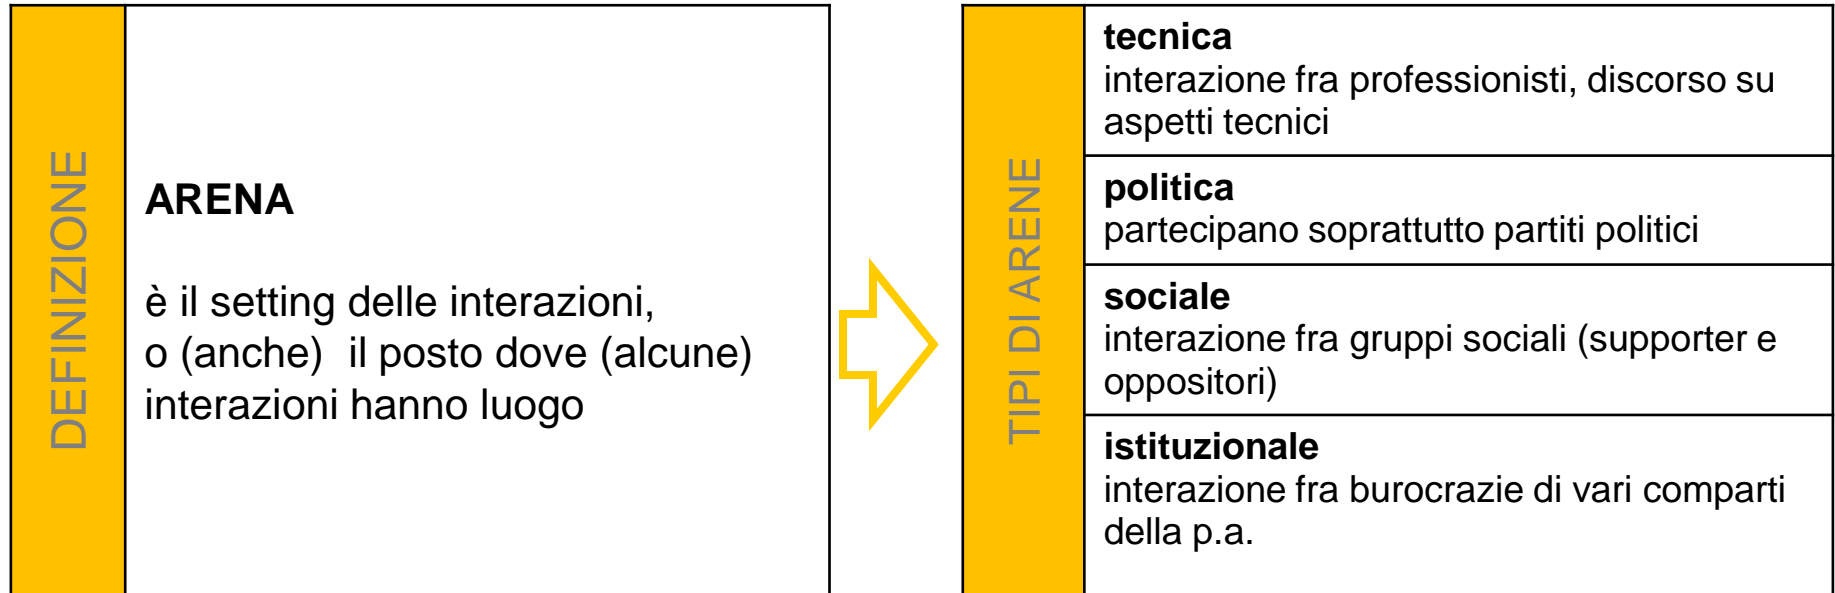 DEFINIZIONE
ARENA
è il setting delle interazioni,
o (anche) il posto dove (alcune)
interazioni hanno luogo
TIPI DI ARENE
tecnica
interazione fra professionisti, discorso su
aspetti tecnici
politica
partecipano soprattutto partiti politici
sociale
interazione fra gruppi sociali (supporter e
oppositori)
istituzionale
interazione fra burocrazie di vari comparti
della p.a.